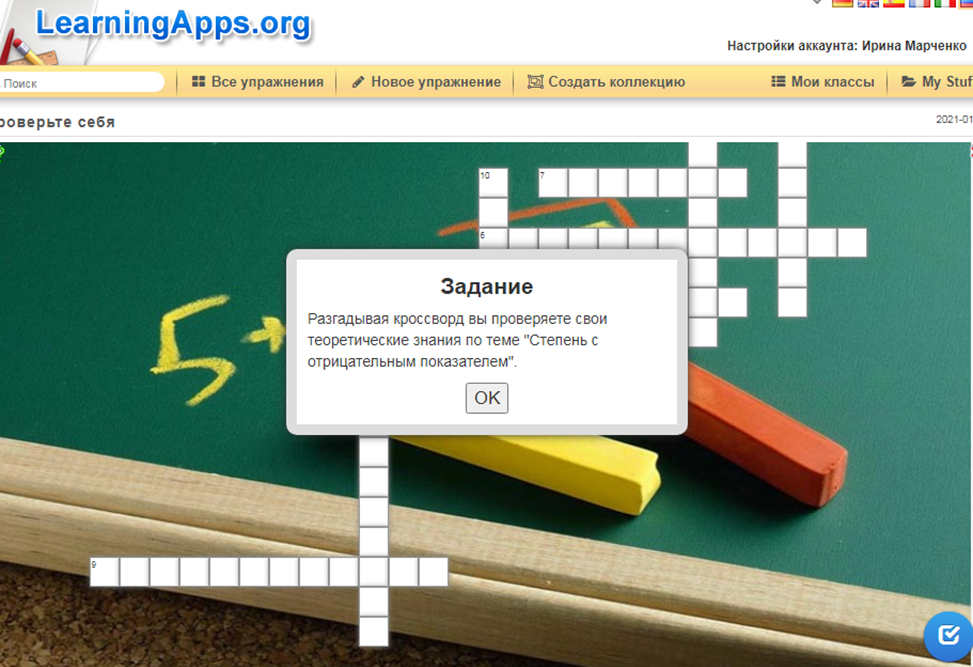 LearningApps.org
Настройки аккаунта: Ирина Марченко
Поиск
Все упражнения
Новое упражнение
Создать коллекцию
Мои классы
My Stuf
роверьте себя
2021-01
10
7
6
Задание
Разгадывая кроссворд вы проверяете свои
теоретические знания по теме "Степень с
отрицательным показателем".
OK
5+
9